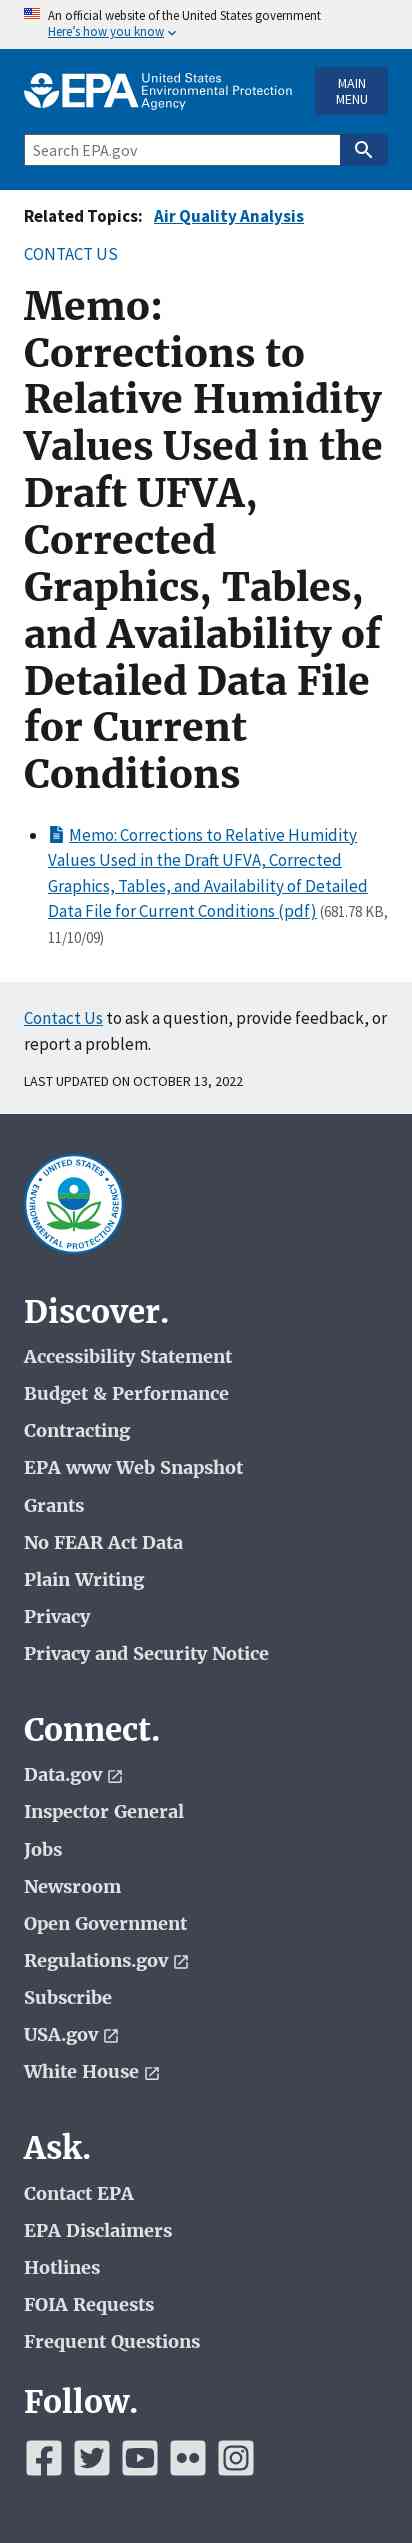 An official website of the United States government
Here's how you know
EPA United States
Environmental Protection
Agency
MAIN
MENU
Search EPA.gov
Related Topics: Air Quality Analysis
CONTACT US
Memo:
Corrections to
Relative Humidity
Values Used in the
Draft UFVA,
Corrected
Graphics, Tables,
and Availability of
Detailed Data File
for Current
Conditions
Memo: Corrections to Relative Humidity
Values Used in the Draft UFVA, Corrected
Graphics, Tables, and Availability of Detailed
Data File for Current Conditions (pdf) (681.78 KB,
11/10/09)
Contact Us to ask a question, provide feedback, or
report a problem.
LAST UPDATED ON OCTOBER 13, 2022
UNITED STATES
ENVIRONMENTAL PROTECTION AGENCY
Discover.
Accessibility Statement
Budget & Performance
Contracting
EPA www Web Snapshot
Grants
No FEAR Act Data
Plain Writing
Privacy
Privacy and Security Notice
Connect.
Data.gov
Inspector General
Jobs
Newsroom
Open Government
Regulations.gov
Subscribe
USA.gov
White House
Ask.
Contact EPA
EPA Disclaimers
Hotlines
FOIA Requests
Frequent Questions
Follow.